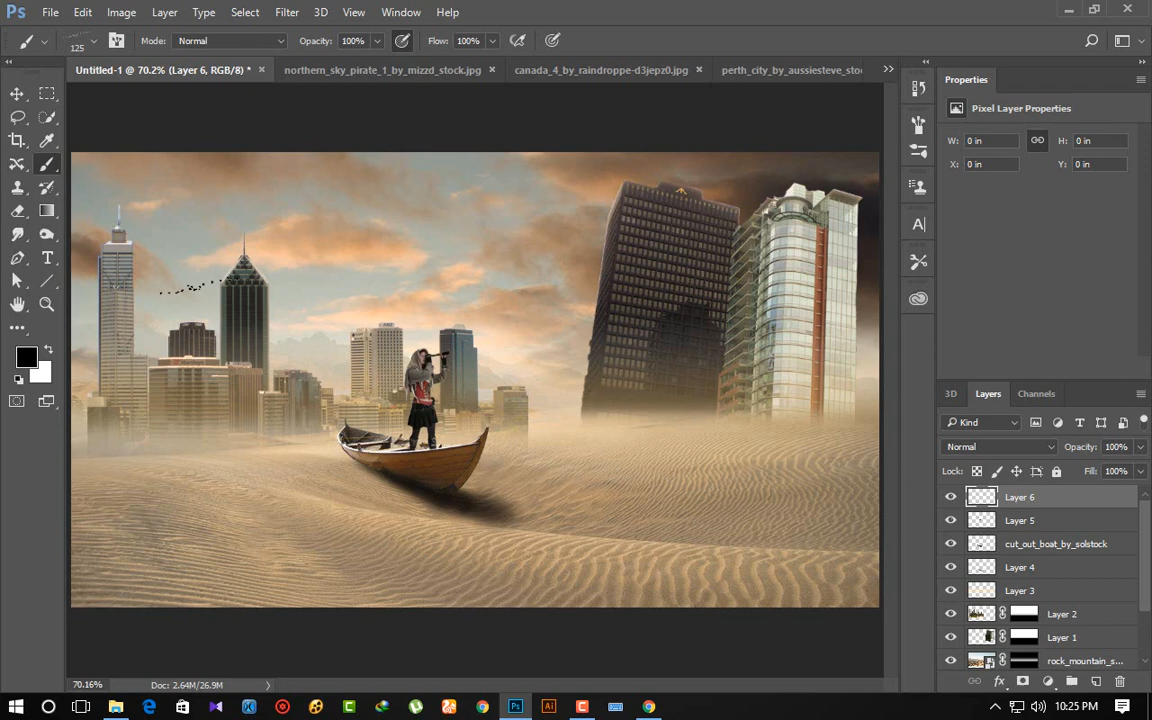 Ps File Edit Image Layer Type Select Filter 3D View Window Help
125 Mode: Normal Opacity: 100% Flow: 100%
Untitled-1 @ 70.2% (Layer 6, RGB/8) * × northern_sky_pirate_1_by_mizzd_stock.jpg × canada_4_by_raindroppe-d3jepz0.jpg × perth_city_by_aussiesteve_sto
Properties
Pixel Layer Properties
W: 0 in H: 0 in
X: 0 in Y: 0 in
3D Layers Channels
Kind
Normal Opacity: 100%
Lock: Fill: 100%
Layer 6
Layer 5
cut_out_boat_by_solstock
Layer 4
Layer 3
Layer 2
Layer 1
rock_mountain_s...
70.16% Doc: 2.64M/26.9M
10:25 PM